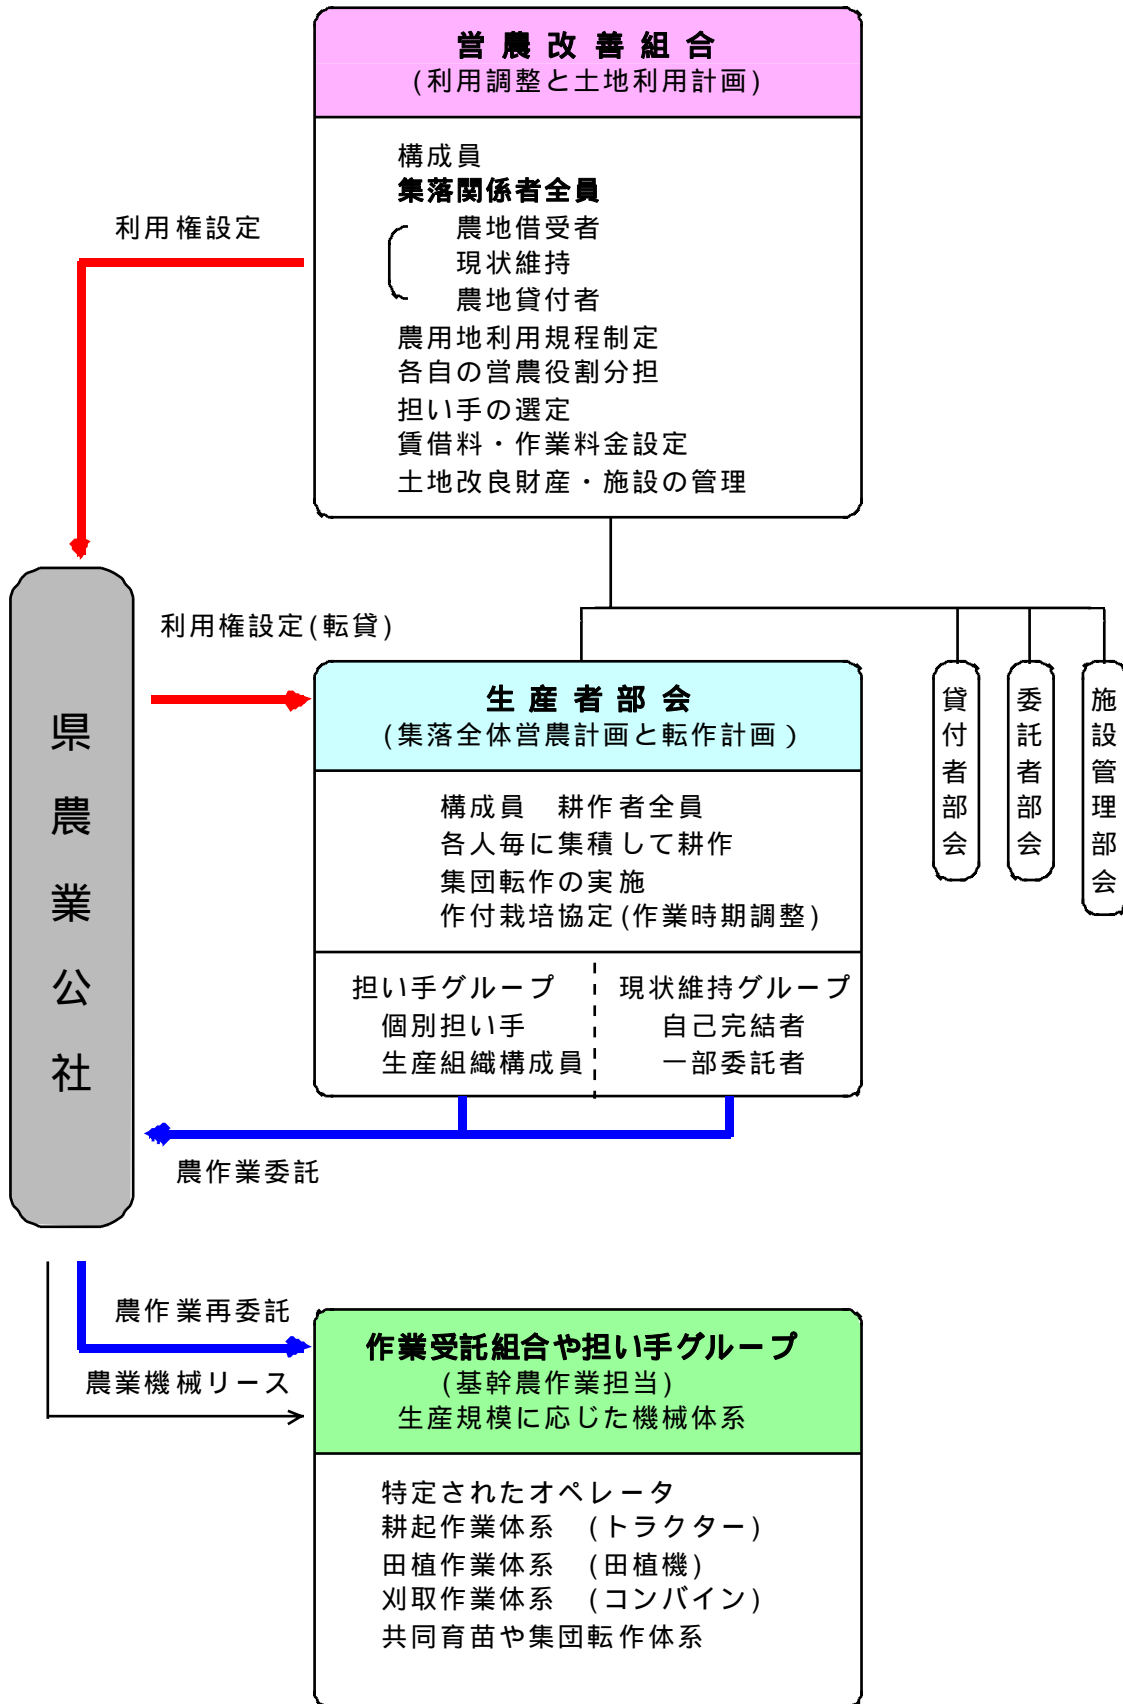 営農改善組合
(利用調整と土地利用計画)
構成員
集落関係者全員
農地借受者
現状維持
農地貸付者
農用地利用規程制定
各自の営農役割分担
担い手の選定
賃借料・作業料金設定
土地改良財産・施設の管理
利用権設定
利用権設定(転貸)
県農業公社
生産者部会
(集落全体営農計画と転作計画)
構成員　耕作者全員
各人毎に集積して耕作
集団転作の実施
作付栽培協定(作業時期調整)
担い手グループ
個別担い手
生産組織構成員
現状維持グループ
自己完結者
一部委託者
貸付者部会
委託者部会
施設管理部会
農作業委託
農作業再委託
農業機械リース
作業受託組合や担い手グループ
(基幹農作業担当)
生産規模に応じた機械体系
特定されたオペレータ
耕起作業体系　(トラクター)
田植作業体系　(田植機)
刈取作業体系　(コンバイン)
共同育苗や集団転作体系